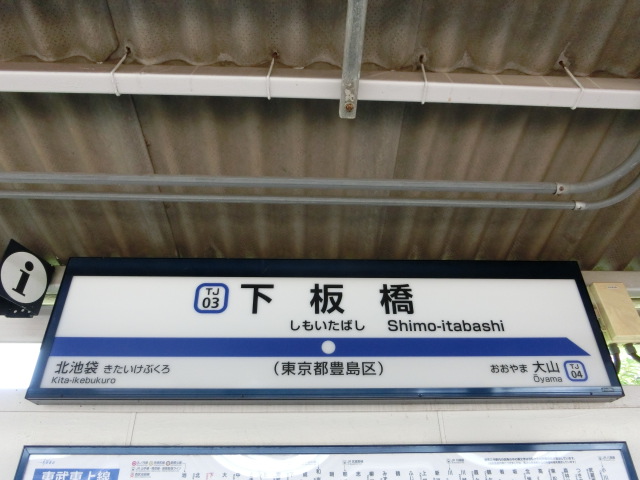 i
TJ
03
下板橋
しもいたばし Shimo-itabashi
北池袋 きたいけぶくろ
Kita-ikebukuro
(東京都豊島区)
おおやま 大山
Ōyama
TJ
04
東武東上線